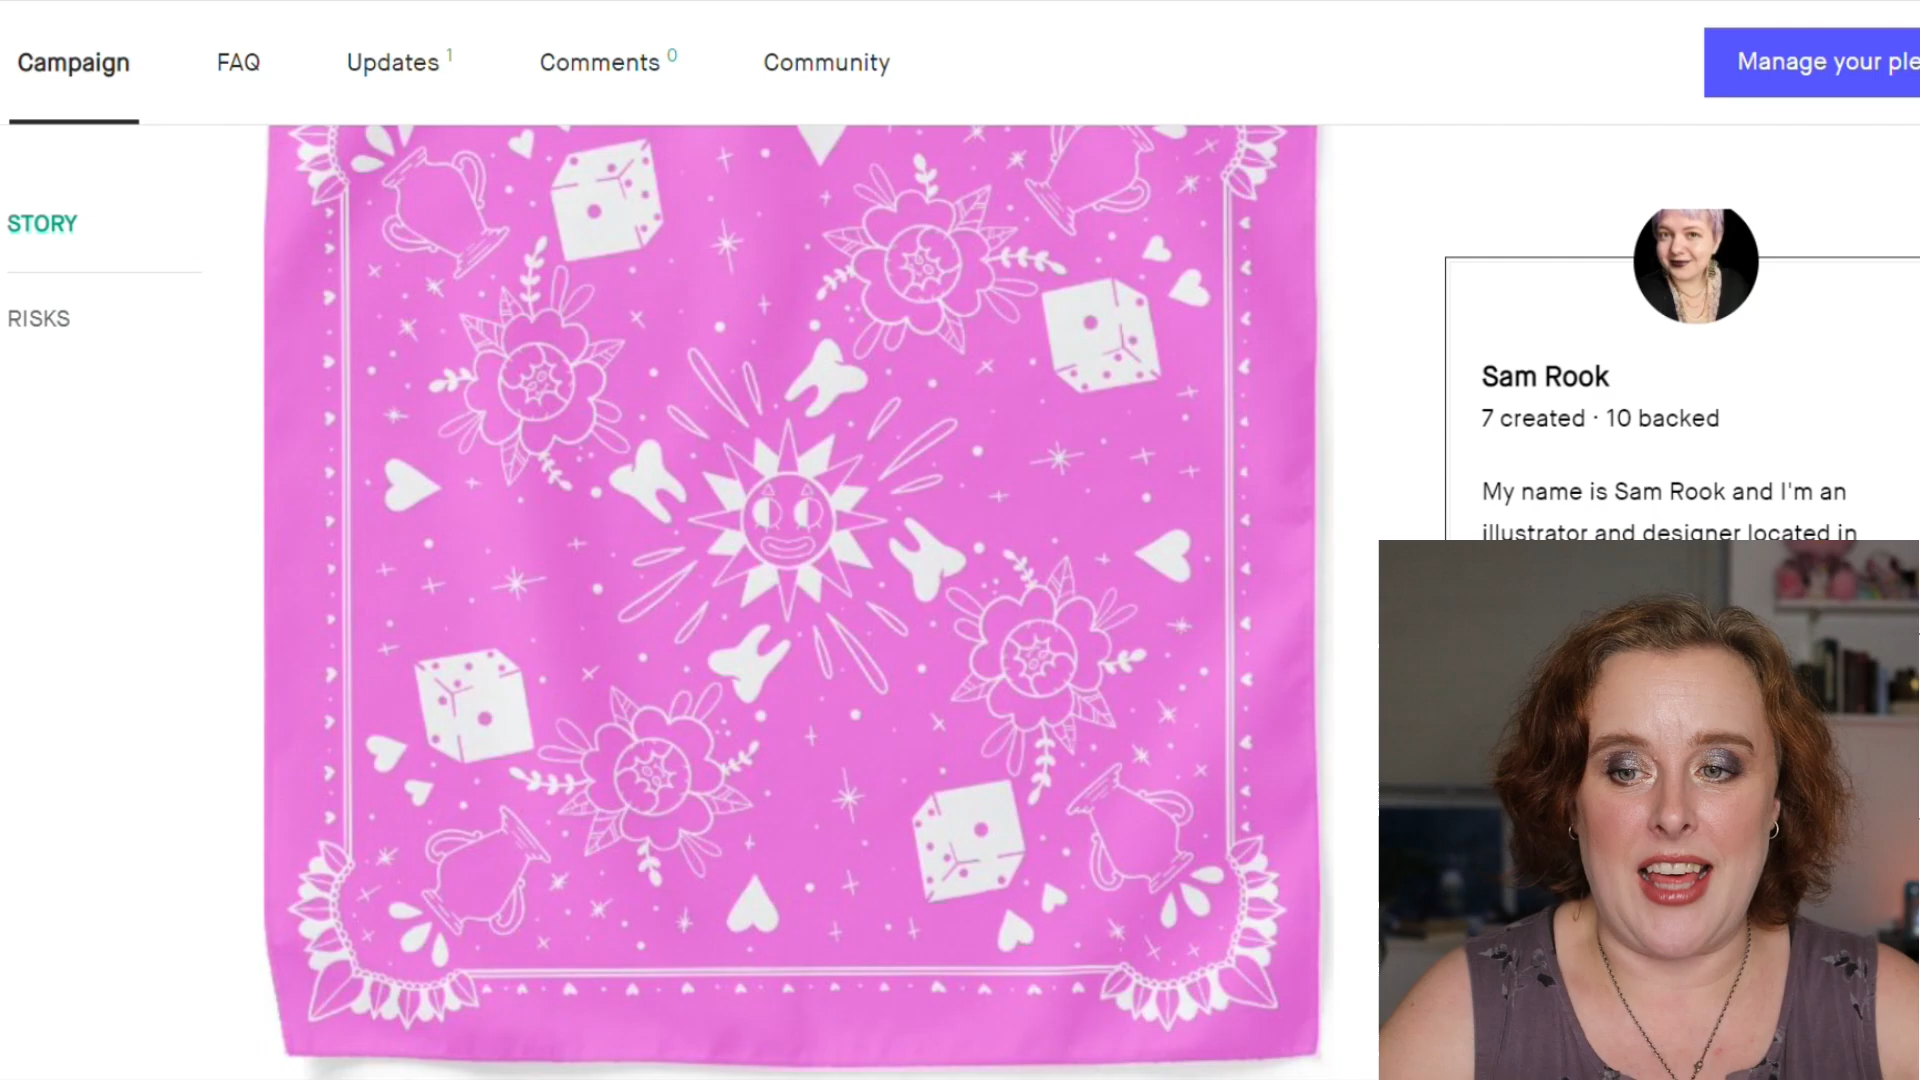 Campaign
FAQ
Updates 1
Comments 0
Community
Manage your ple
STORY
RISKS
Sam Rook
7 created · 10 backed
My name is Sam Rook and I'm an
illustrator and designer located in